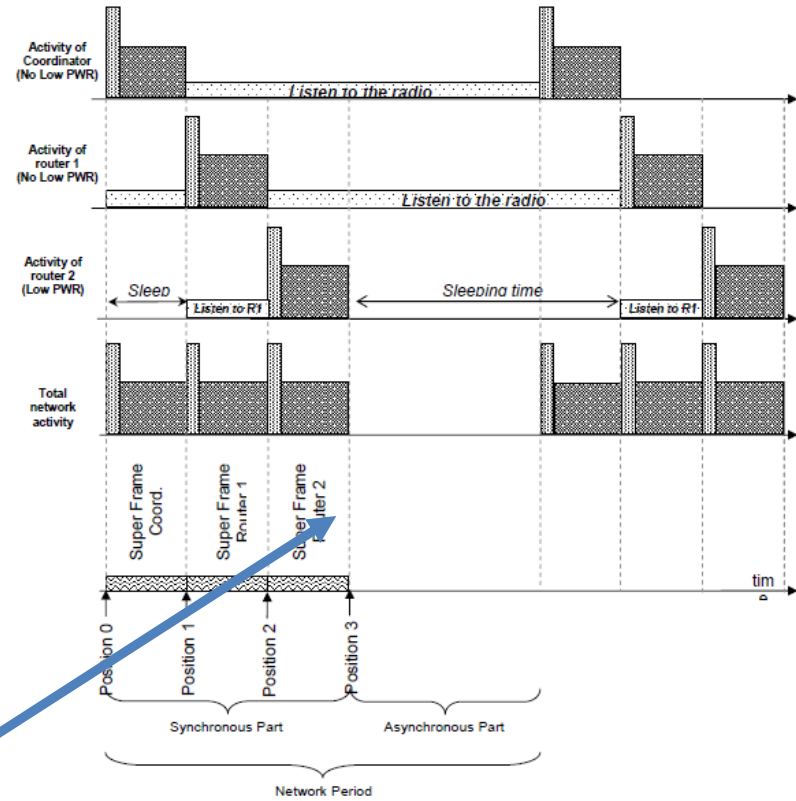 Activity of
Coordinator
(No Low PWR)
Listen to the radio
Activity of
router 1
(No Low PWR)
Listen to the radio
Activity of
router 2
(Low PWR)
Sleep
Listen to R1
Sleeping time
Listen to R1
Total
network
activity
Super Frame
Coord.
Super Frame
Router 1
Super Frame
uter 2
tim
Position 0
Position 1
Position 2
Position 3
Synchronous Part
Asynchronous Part
Network Period